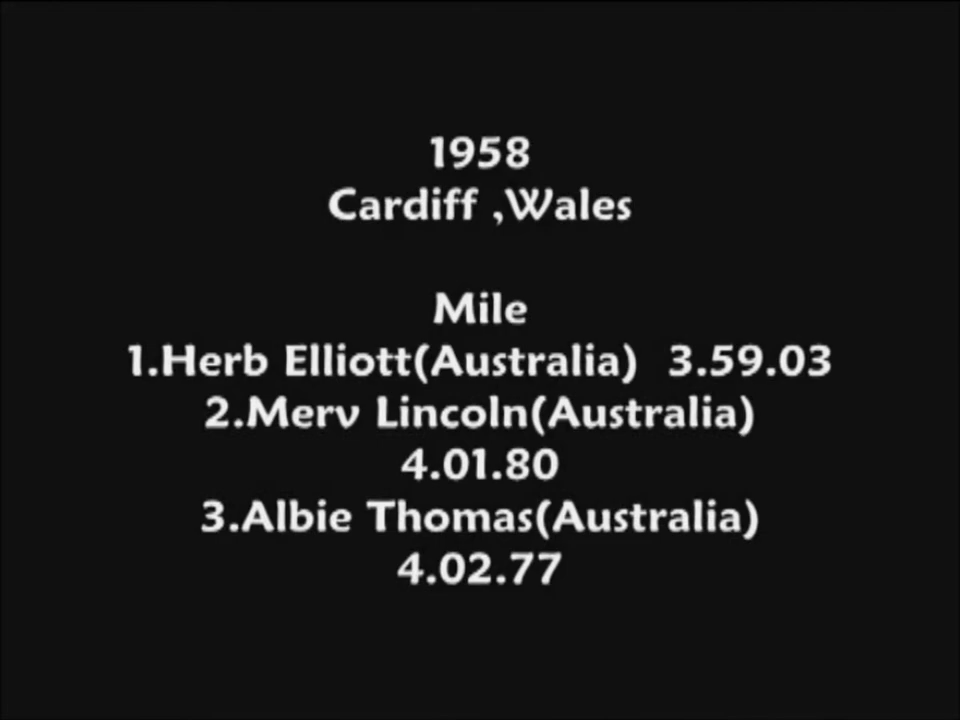 1958
Cardiff ,Wales
Mile
1.Herb Elliott(Australia)  3.59.03
2.Merv Lincoln(Australia)
4.01.80
3.Albie Thomas(Australia)
4.02.77